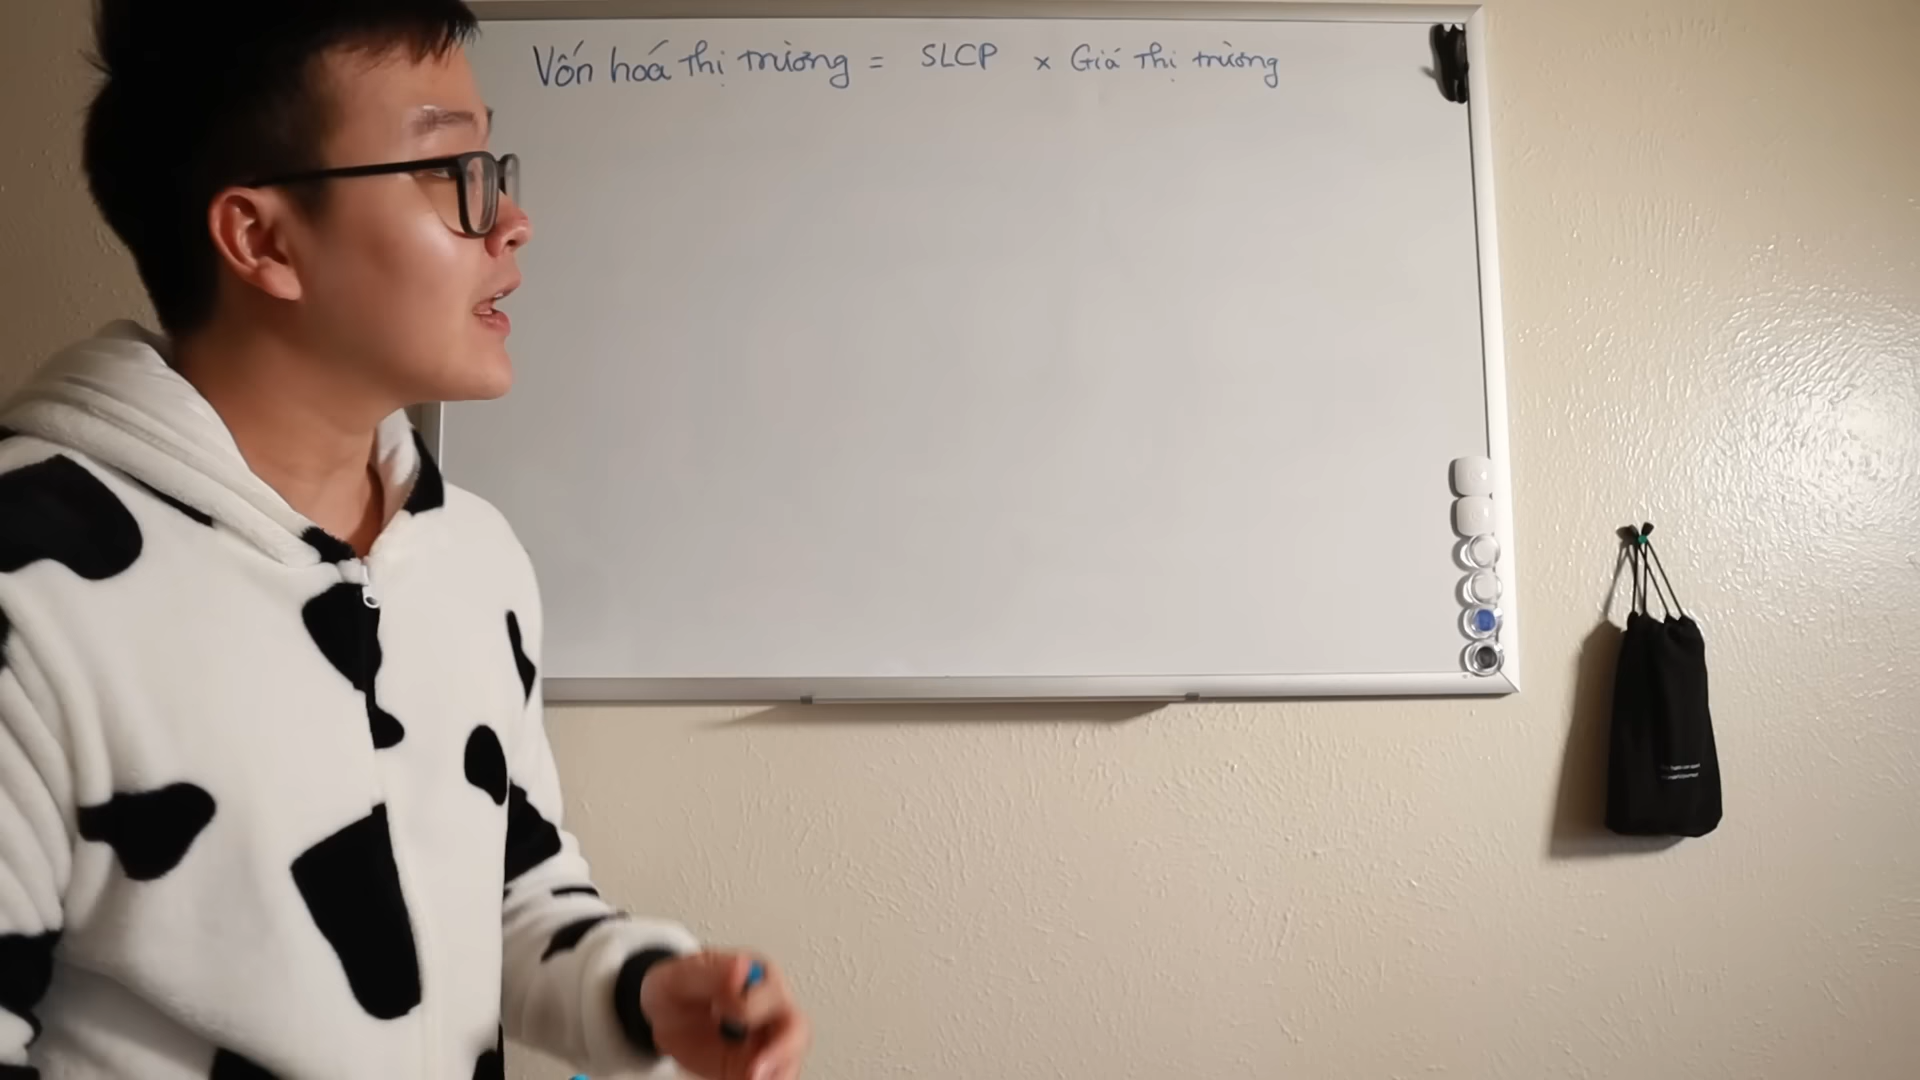 Vốn hoá thị trường = SLCP × Giá thị trường